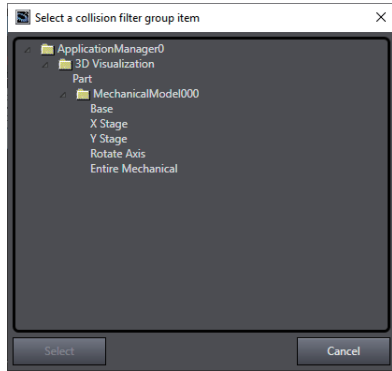 Select a collision filter group item
ApplicationManager0
3D Visualization
Part
MechanicalModel000
Base
X Stage
Y Stage
Rotate Axis
Entire Mechanical
Select
Cancel